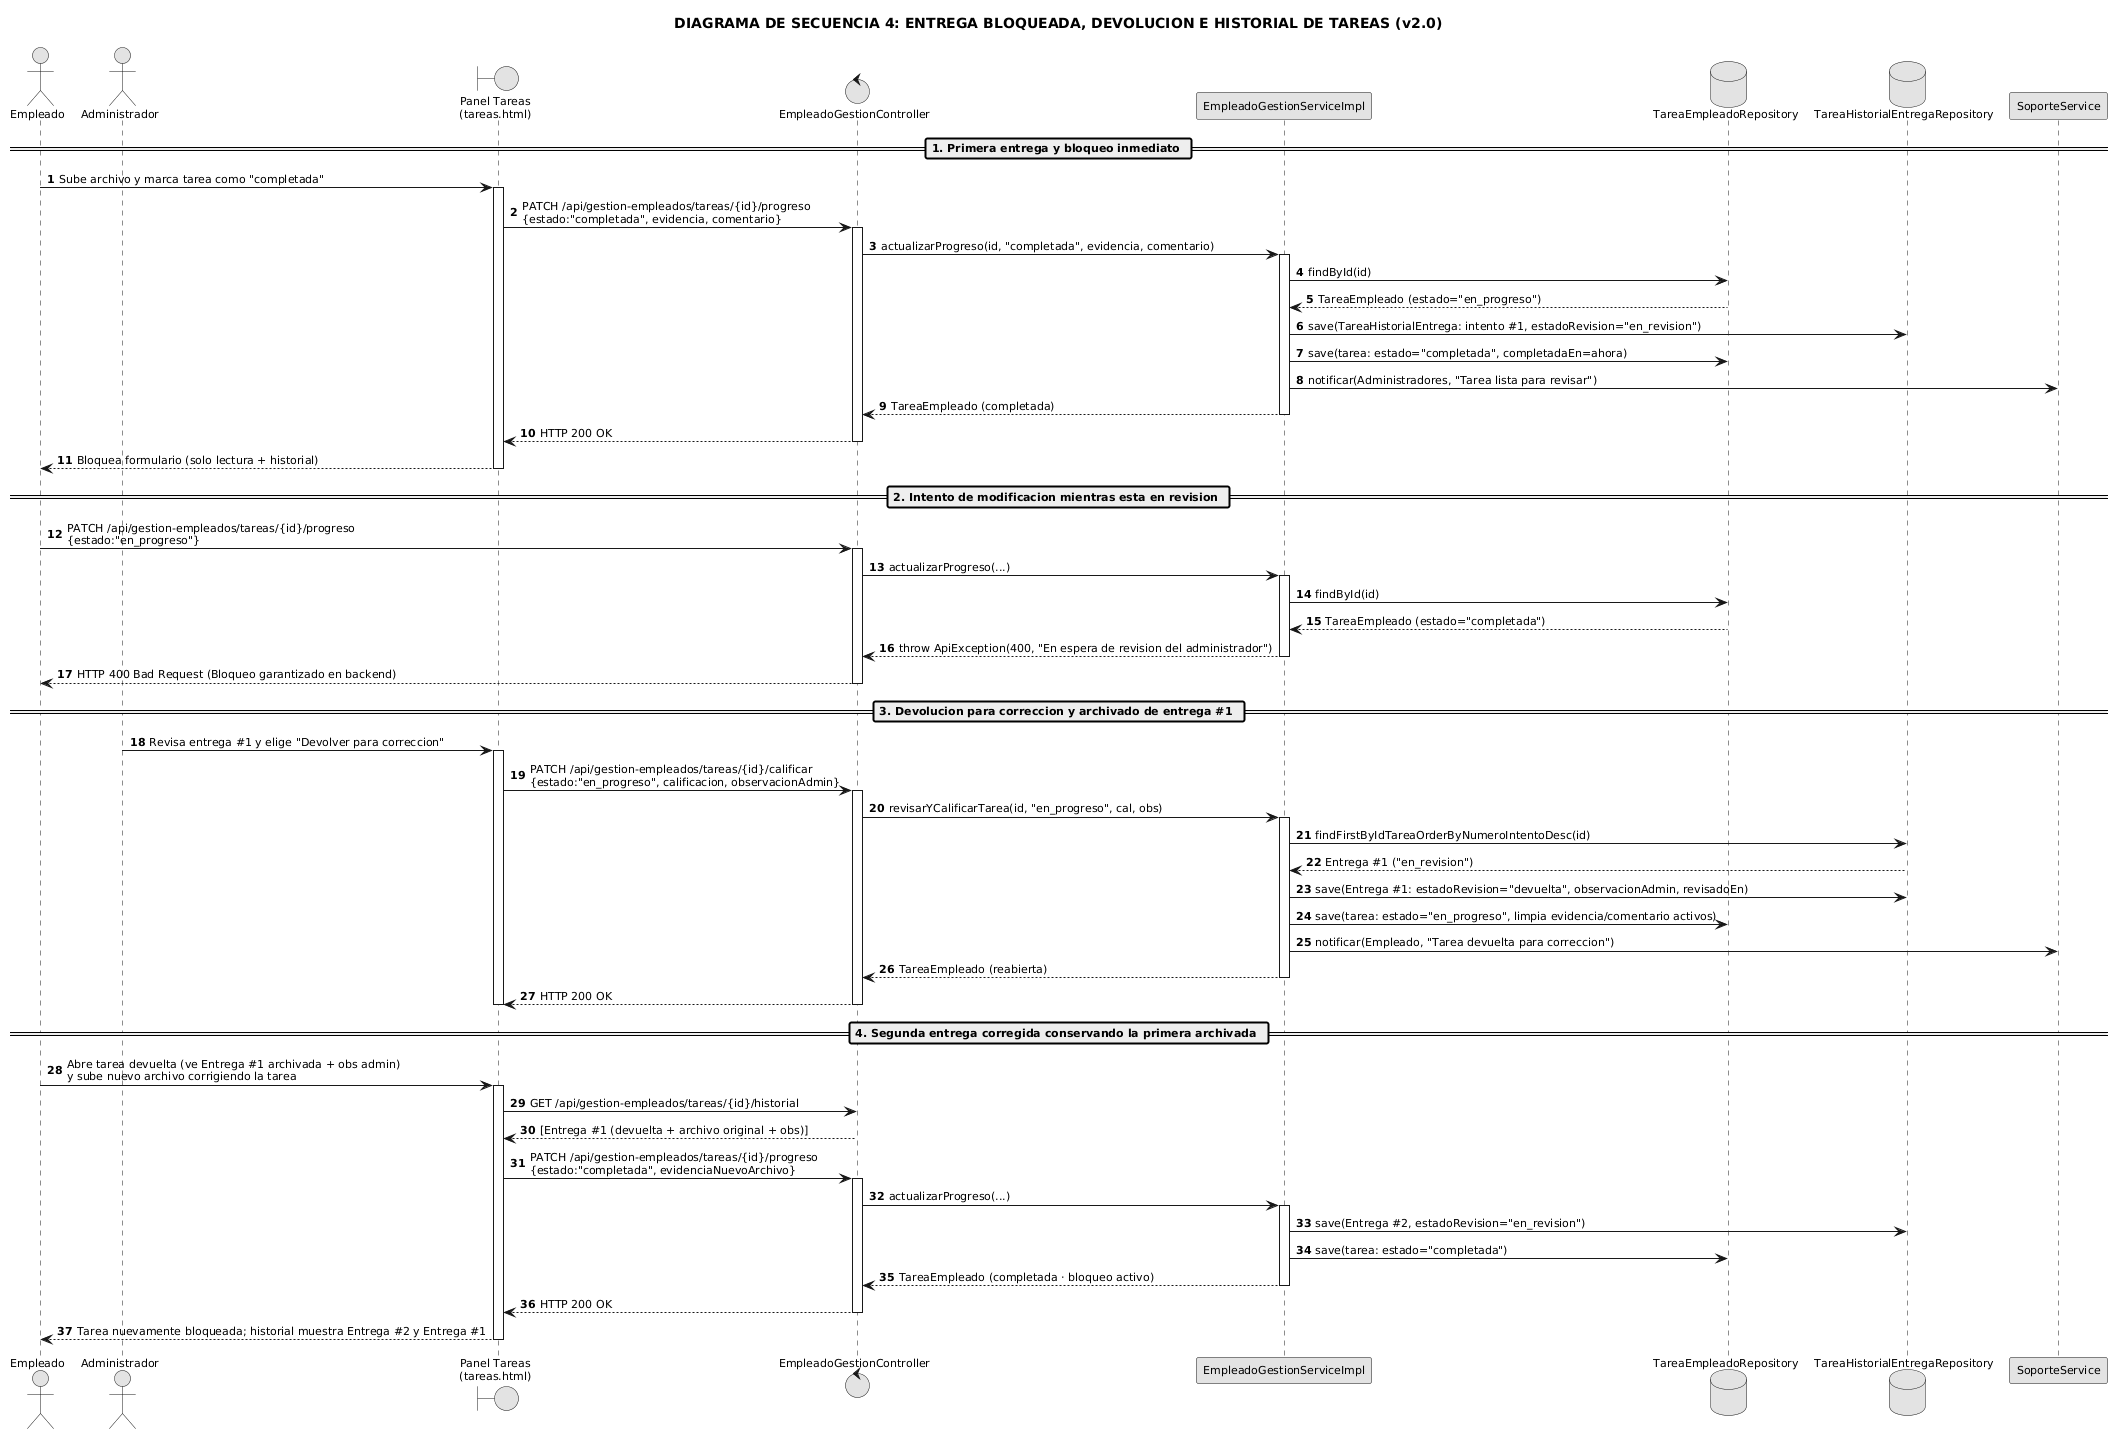 DIAGRAMA DE SECUENCIA 4: ENTREGA BLOQUEADA, DEVOLUCION E HISTORIAL DE TAREAS (v2.0)
Empleado
Administrador
Panel Tareas
(tareas.html)
EmpleadoGestionController
EmpleadoGestionServiceImpl
TareaEmpleadoRepository
TareaHistorialEntregaRepository
SoporteService
1. Primera entrega y bloqueo inmediato
1 Sube archivo y marca tarea como "completada"
2 PATCH /api/gestion-empleados/tareas/{id}/progreso
{estado:"completada", evidencia, comentario}
3 actualizarProgreso(id, "completada", evidencia, comentario)
4 findById(id)
5 TareaEmpleado (estado="en_progreso")
6 save(TareaHistorialEntrega: intento #1, estadoRevision="en_revision")
7 save(tarea: estado="completada", completadaEn=ahora)
8 notificar(Administradores, "Tarea lista para revisar")
9 TareaEmpleado (completada)
10 HTTP 200 OK
11 Bloquea formulario (solo lectura + historial)
2. Intento de modificacion mientras esta en revision
12 PATCH /api/gestion-empleados/tareas/{id}/progreso
{estado:"en_progreso"}
13 actualizarProgreso(...)
14 findById(id)
15 TareaEmpleado (estado="completada")
16 throw ApiException(400, "En espera de revision del administrador")
17 HTTP 400 Bad Request (Bloqueo garantizado en backend)
3. Devolucion para correccion y archivado de entrega #1
18 Revisa entrega #1 y elige "Devolver para correccion"
19 PATCH /api/gestion-empleados/tareas/{id}/calificar
{estado:"en_progreso", calificacion, observacionAdmin}
20 revisarYCalificarTarea(id, "en_progreso", cal, obs)
21 findFirstByIdTareaOrderByNumeroIntentoDesc(id)
22 Entrega #1 ("en_revision")
23 save(Entrega #1: estadoRevision="devuelta", observacionAdmin, revisadoEn)
24 save(tarea: estado="en_progreso", limpia evidencia/comentario activos)
25 notificar(Empleado, "Tarea devuelta para correccion")
26 TareaEmpleado (reabierta)
27 HTTP 200 OK
4. Segunda entrega corregida conservando la primera archivada
28 Abre tarea devuelta (ve Entrega #1 archivada + obs admin)
y sube nuevo archivo corrigiendo la tarea
29 GET /api/gestion-empleados/tareas/{id}/historial
30 [Entrega #1 (devuelta + archivo original + obs)]
31 PATCH /api/gestion-empleados/tareas/{id}/progreso
{estado:"completada", evidenciaNuevoArchivo}
32 actualizarProgreso(...)
33 save(Entrega #2, estadoRevision="en_revision")
34 save(tarea: estado="completada")
35 TareaEmpleado (completada · bloqueo activo)
36 HTTP 200 OK
37 Tarea nuevamente bloqueada; historial muestra Entrega #2 y Entrega #1
Empleado
Administrador
Panel Tareas
(tareas.html)
EmpleadoGestionController
EmpleadoGestionServiceImpl
TareaEmpleadoRepository
TareaHistorialEntregaRepository
SoporteService